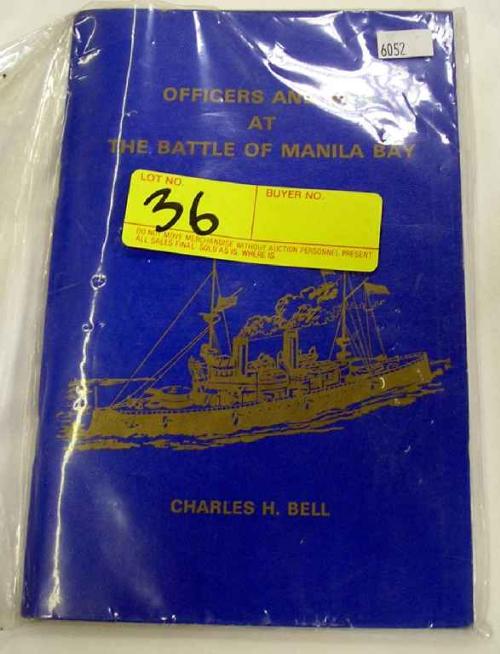 6052
OFFICERS AND
AT
THE BATTLE OF MANILA BAY
LOT NO.
36
BUYER NO.
DO NOT MOVE MERCHANDISE WITHOUT AUCTION PERSONNEL PRESENT
ALL SALES FINAL SOLD AS IS, WHERE IS
CHARLES H. BELL